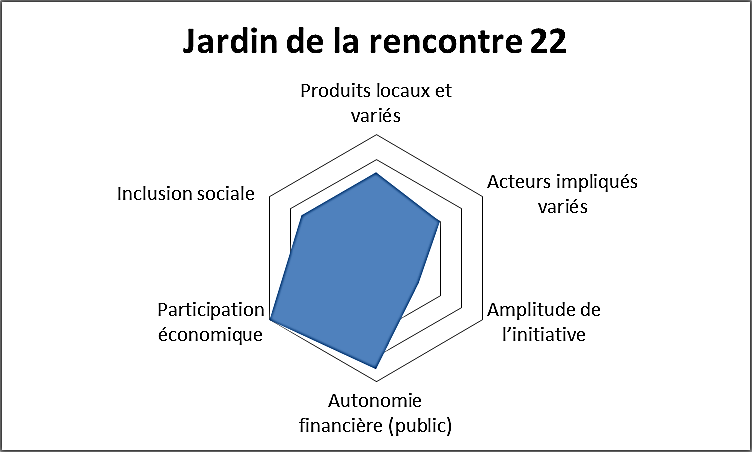 Jardin de la rencontre 22
Produits locaux et
variés
Inclusion sociale
Acteurs impliqués
variés
Participation
économique
Amplitude de
l’initiative
Autonomie
financière (public)